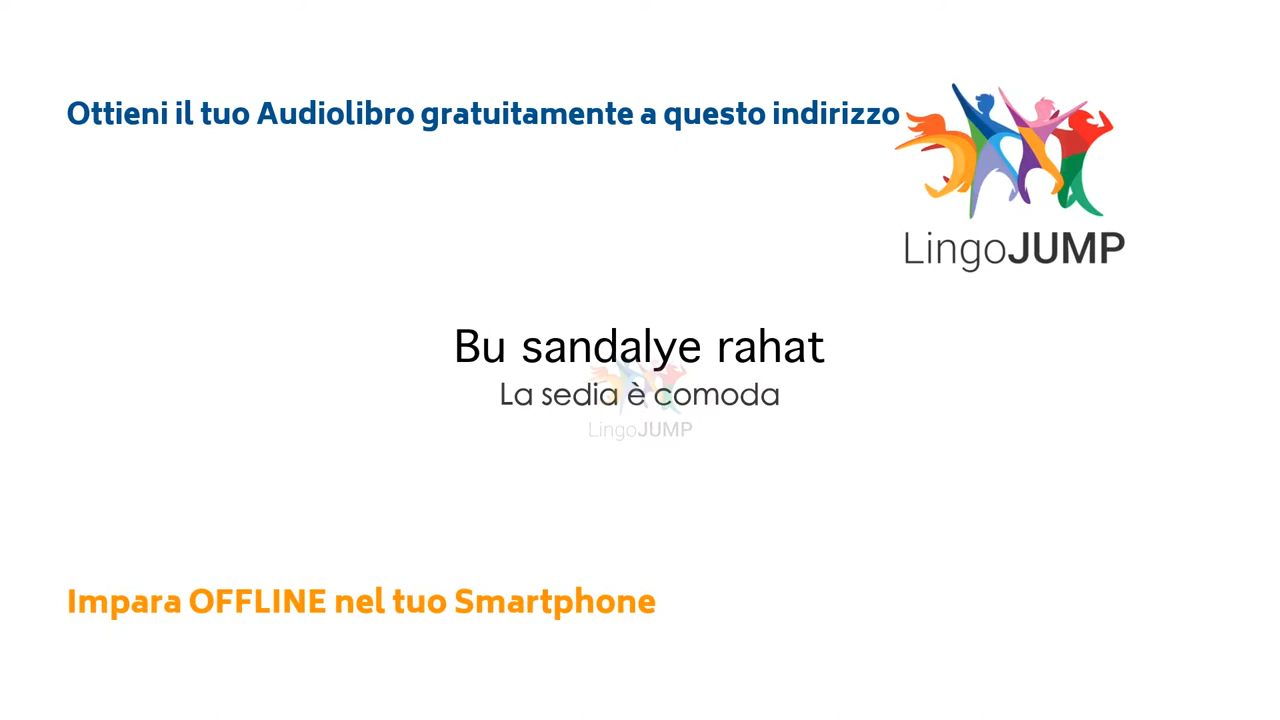 Ottieni il tuo Audiolibro gratuitamente a questo indirizzo
LingoJUMP
Bu sandalye rahat
La sedia è comoda
LingoJUMP
Impara OFFLINE nel tuo Smartphone